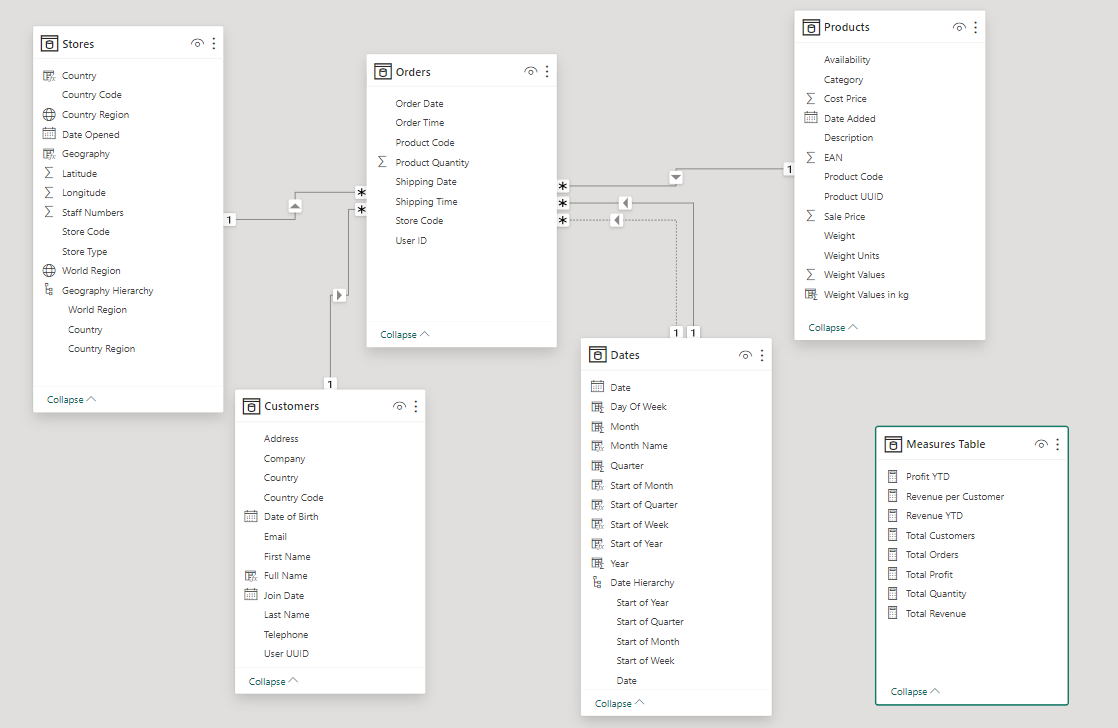 Stores
Country
Country Code
Country Region
Date Opened
Geography
Latitude
Longitude
Staff Numbers
Store Code
Store Type
World Region
Geography Hierarchy
World Region
Country
Country Region
Collapse
1
Orders
Order Date
Order Time
Product Code
Product Quantity
Shipping Date
Shipping Time
Store Code
User ID
Collapse
*
*
*
*
*
Products
Availability
Category
Cost Price
Date Added
Description
EAN
Product Code
Product UUID
Sale Price
Weight
Weight Units
Weight Values
Weight Values in kg
Collapse
1
1
Customers
Address
Company
Country
Country Code
Date of Birth
Email
First Name
Full Name
Join Date
Last Name
Telephone
User UUID
Collapse
1
1
Dates
Date
Day Of Week
Month
Month Name
Quarter
Start of Month
Start of Quarter
Start of Week
Start of Year
Year
Date Hierarchy
Start of Year
Start of Quarter
Start of Month
Start of Week
Date
Collapse
Measures Table
Profit YTD
Revenue per Customer
Revenue YTD
Total Customers
Total Orders
Total Profit
Total Quantity
Total Revenue
Collapse